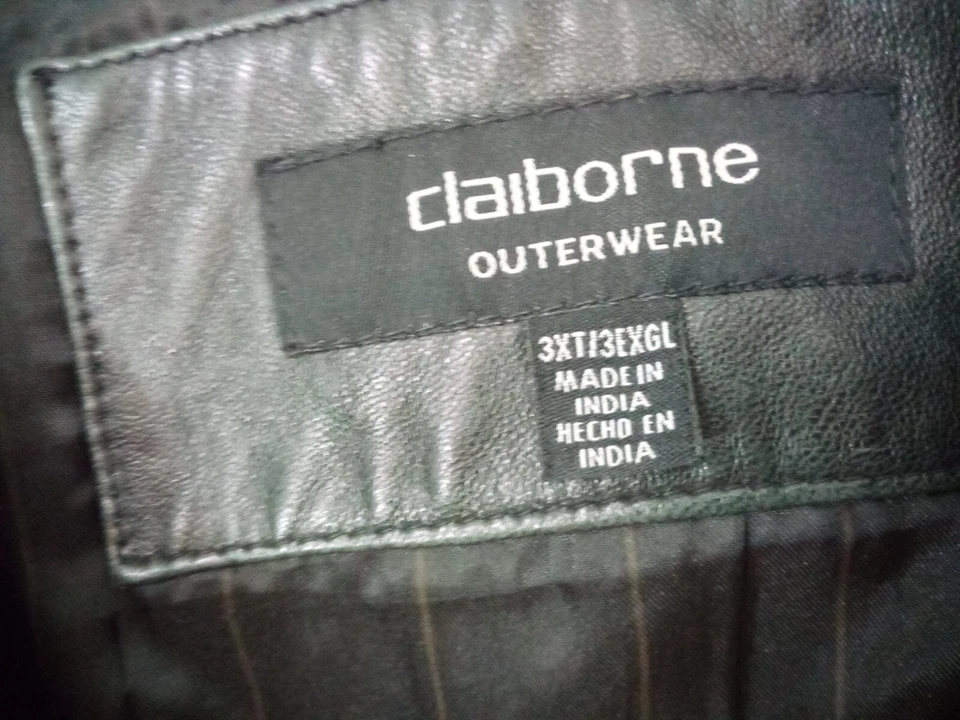 claiborne
OUTERWEAR
3XT/3EXGL
MADE IN
INDIA
HECHO EN
INDIA